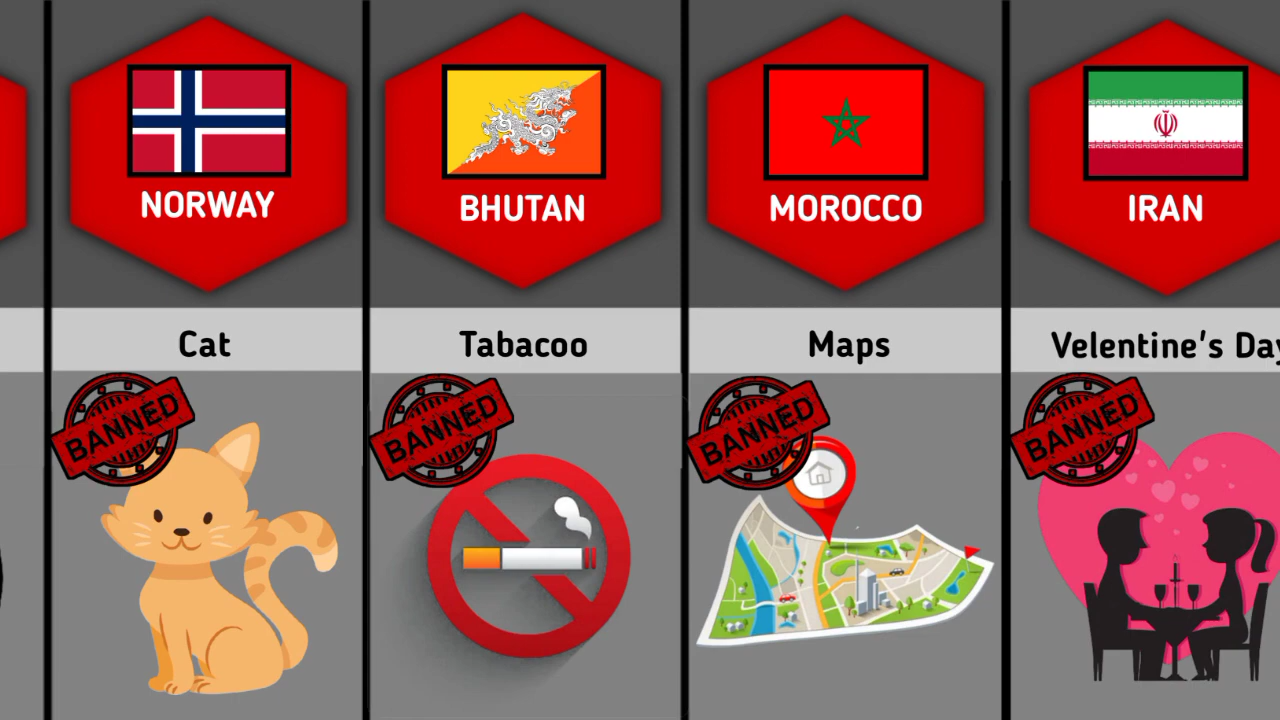 NORWAY
BHUTAN
MOROCCO
IRAN
Cat
Tabacoo
Maps
Velentine's Day
BANNED
BANNED
BANNED
BANNED